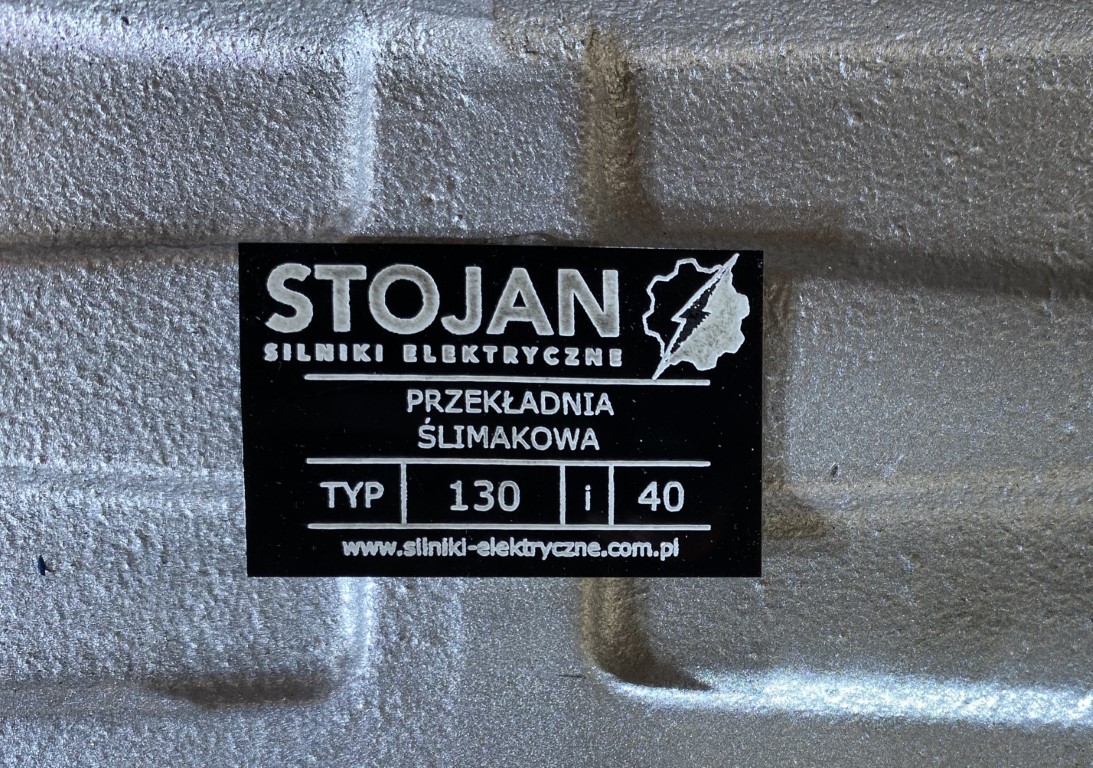 STOJAN
SILNIKI ELEKTRYCZNE
PRZEKŁADNIA
ŚLIMAKOWA
TYP 130 i 40
www.silniki-elektryczne.com.pl